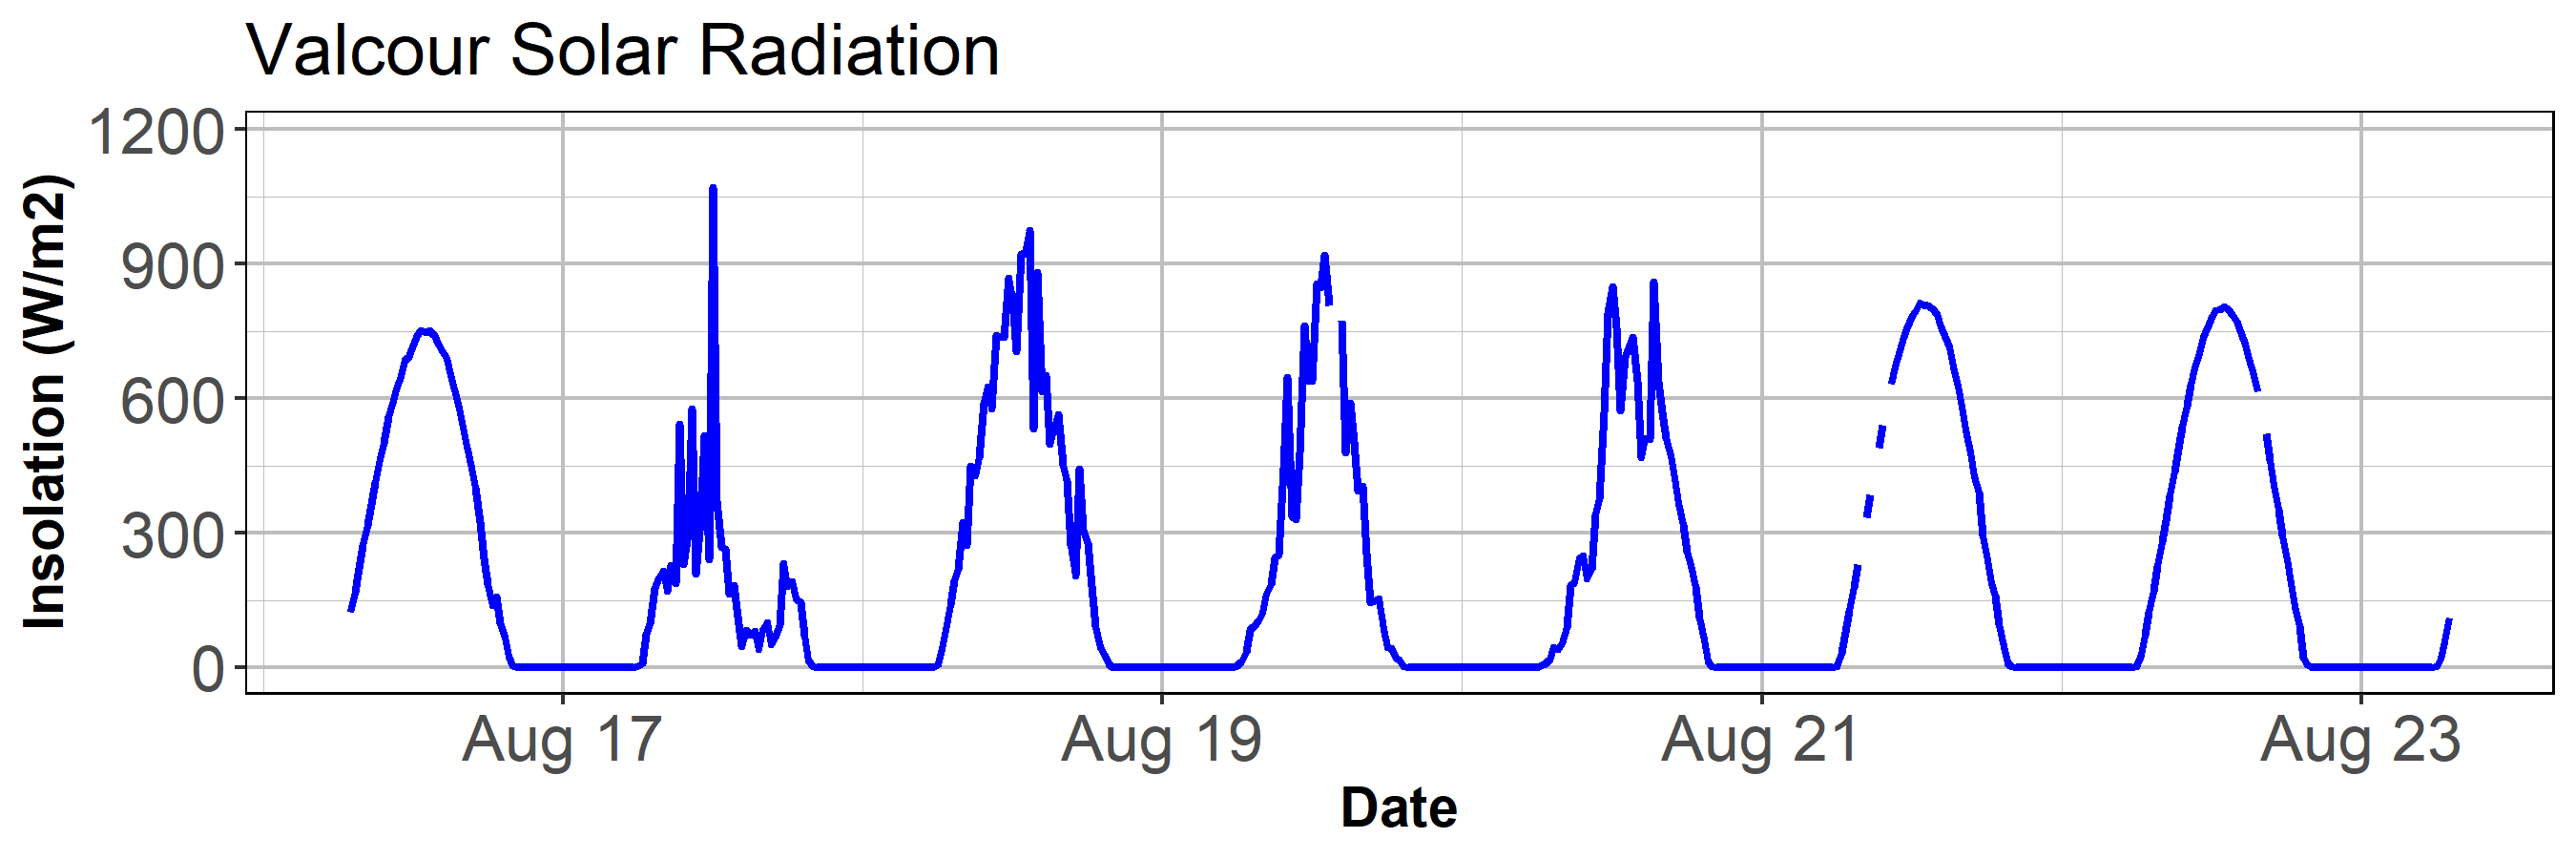 Valcour Solar Radiation
1200
900
600
300
0
Insolation (W/m2)
Aug 17 Aug 19 Aug 21 Aug 23
Date